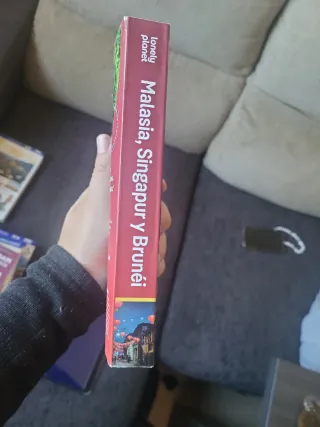 lonely
planet
Malasia, Singapur y Brunéi